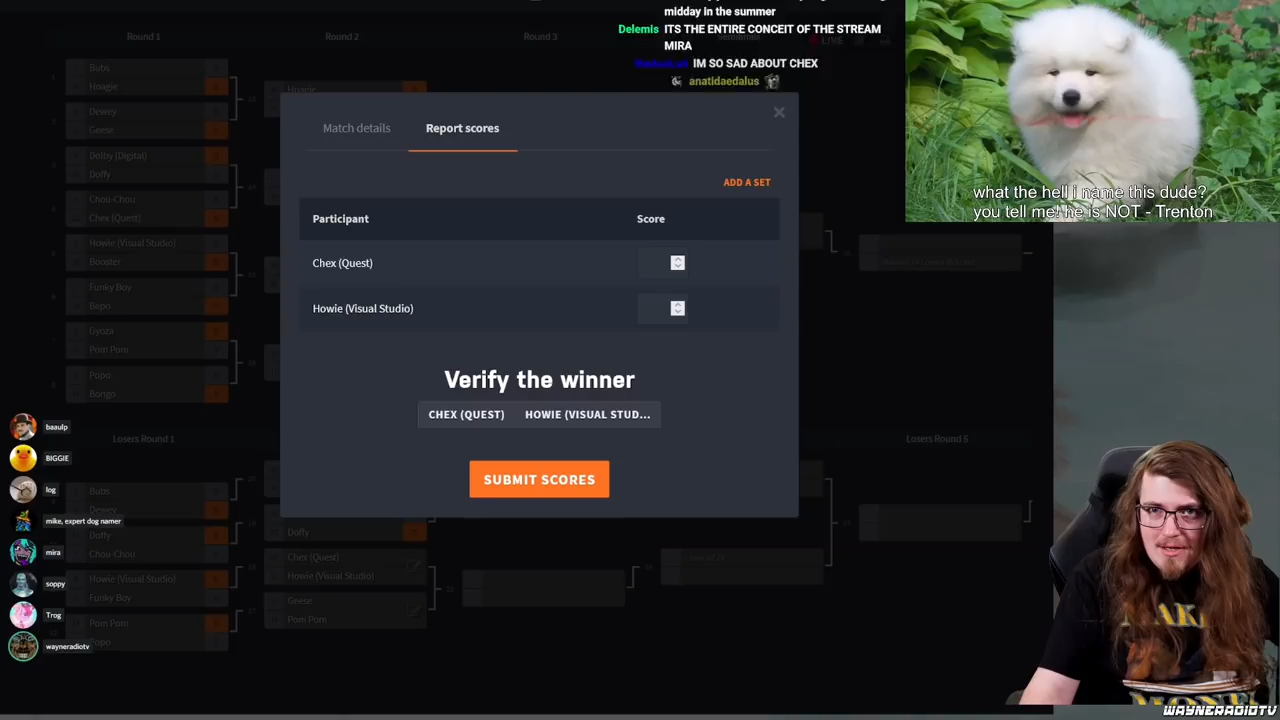 midday in the summer
Delemis ITS THE ENTIRE CONCEIT OF THE STREAM
MIRA
IM SO SAD ABOUT CHEX
anatidaedalus
Round 1
Round 2
Round 3
Bubs
Hoagie
Hoagie
Dewey
Geese
Dolby (Digital)
Doffy
Chou-Chou
Chex (Quest)
Howie (Visual Studio)
Booster
Funky Boy
Bepo
Gyoza
Pom Pom
Popo
Bongo
Match details
Report scores
ADD A SET
Participant
Score
Chex (Quest)
Howie (Visual Studio)
Verify the winner
CHEX (QUEST)
HOWIE (VISUAL STUD...
SUBMIT SCORES
what the hell i name this dude?
you tell me! he is NOT - Trenton
baaulp
BIGGIE
log
mike, expert dog namer
mira
soppy
Trog
wayneradiotv
Losers Round 1
Losers Round 5
Bubs
Dewey
Doffy
Chou-Chou
Howie (Visual Studio)
Funky Boy
Pom Pom
Popo
Doffy
Chex (Quest)
Howie (Visual Studio)
Geese
Pom Pom
WAYNERADIOTV